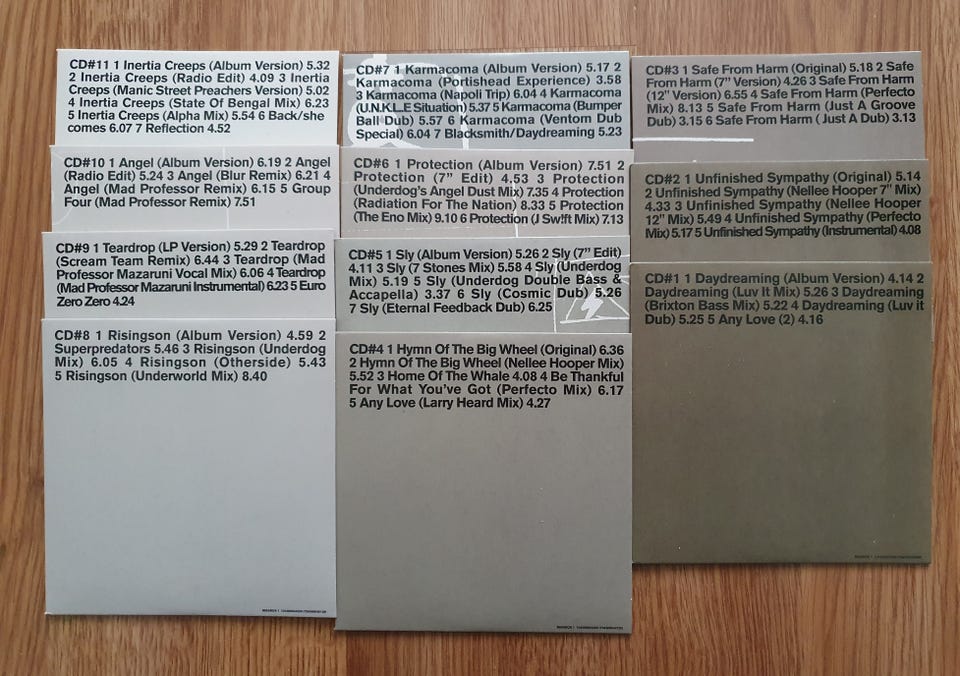 CD#11 1 Inertia Creeps (Album Version) 5.32
2 Inertia Creeps (Radio Edit) 4.09 3 Inertia
Creeps (Manic Street Preachers Version) 5.02
4 Inertia Creeps (State Of Bengal Mix) 6.23
5 Inertia Creeps (Alpha Mix) 5.54 6 Back/she
comes 6.07 7 Reflection 4.52
CD#10 1 Angel (Album Version) 6.19 2 Angel
(Radio Edit) 5.24 3 Angel (Blur Remix) 6.21 4
Angel (Mad Professor Remix) 6.15 5 Group
Four (Mad Professor Remix) 7.51
CD#9 1 Teardrop (LP Version) 5.29 2 Teardrop
(Scream Team Remix) 6.44 3 Teardrop (Mad
Professor Mazaruni Vocal Mix) 6.06 4 Teardrop
(Mad Professor Mazaruni Instrumental) 6.23 5 Euro
Zero Zero 4.24
CD#8 1 Risingson (Album Version) 4.59 2
Superpredators 5.46 3 Risingson (Underdog
Mix) 6.05 4 Risingson (Otherside) 5.43
5 Risingson (Underworld Mix) 8.40
CD#7 1 Karmacoma (Album Version) 5.17 2
Karmacoma (Portishead Experience) 3.58
3 Karmacoma (Napoli Trip) 6.04 4 Karmacoma
(U.N.K.L.E Situation) 5.37 5 Karmacoma (Bumper
Ball Dub) 5.57 6 Karmacoma (Ventom Dub
Special) 6.04 7 Blacksmith/Daydreaming 5.23
CD#6 1 Protection (Album Version) 7.51 2
Protection (7" Edit) 4.53 3 Protection
(Underdog's Angel Dust Mix) 7.35 4 Protection
(Radiation For The Nation) 8.33 5 Protection
(The Eno Mix) 9.10 6 Protection (J Sw!ft Mix) 7.13
CD#5 1 Sly (Album Version) 5.26 2 Sly (7" Edit)
4.11 3 Sly (7 Stones Mix) 5.58 4 Sly (Underdog
Mix) 5.19 5 Sly (Underdog Double Bass &
Accapella) 3.37 6 Sly (Cosmic Dub) 5.26
7 Sly (Eternal Feedback Dub) 6.25
CD#4 1 Hymn Of The Big Wheel (Original) 6.36
2 Hymn Of The Big Wheel (Nellee Hooper Mix)
5.52 3 Home Of The Whale 4.08 4 Be Thankful
For What You've Got (Perfecto Mix) 6.17
5 Any Love (Larry Heard Mix) 4.27
CD#3 1 Safe From Harm (Original) 5.18 2 Safe
From Harm (7" Version) 4.26 3 Safe From Harm
(12" Version) 6.55 4 Safe From Harm (Perfecto
Mix) 8.13 5 Safe From Harm (Just A Groove
Dub) 3.15 6 Safe From Harm ( Just A Dub) 3.13
CD#2 1 Unfinished Sympathy (Original) 5.14
2 Unfinished Sympathy (Nellee Hooper 7" Mix)
4.33 3 Unfinished Sympathy (Nellee Hooper
12" Mix) 5.49 4 Unfinished Sympathy (Perfecto
Mix) 5.17 5 Unfinished Sympathy (Instrumental) 4.08
CD#1 1 Daydreaming (Album Version) 4.14 2
Daydreaming (Luv It Mix) 5.26 3 Daydreaming
(Brixton Bass Mix) 5.22 4 Daydreaming (Luv it
Dub) 5.25 5 Any Love (2) 4.16